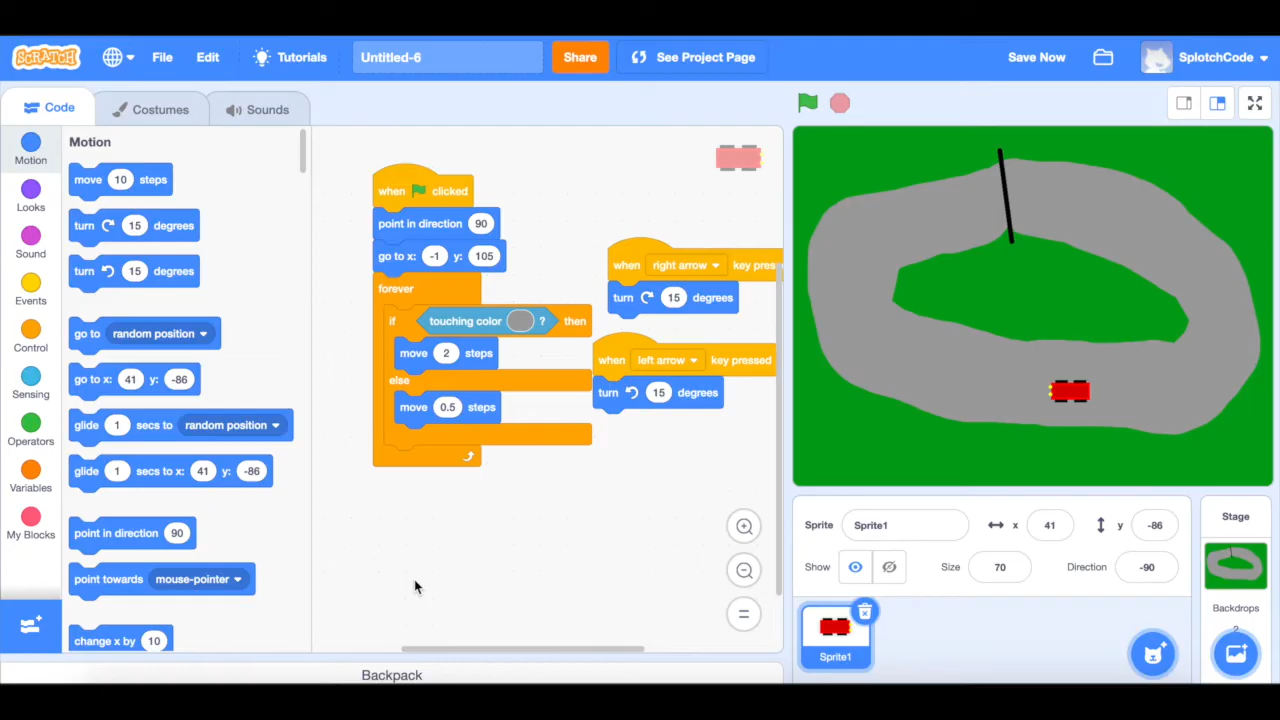 SCRATCH
File
Edit
Tutorials
Untitled-6
Share
See Project Page
Save Now
SplotchCode
Code
Costumes
Sounds
Motion
Looks
Sound
Events
Control
Sensing
Operators
Variables
My Blocks
Motion
move 10 steps
turn 15 degrees
turn 15 degrees
go to random position
go to x: 41 y: -86
glide 1 secs to random position
glide 1 secs to x: 41 y: -86
point in direction 90
point towards mouse-pointer
change x by 10
when clicked
point in direction 90
go to x: -1 y: 105
forever
if touching color ? then
move 2 steps
else
move 0.5 steps
when right arrow key press
turn 15 degrees
when left arrow key pressed
turn 15 degrees
Backpack
Sprite Sprite1 x 41 y -86
Show Size 70 Direction -90
Sprite1
Stage
Backdrops